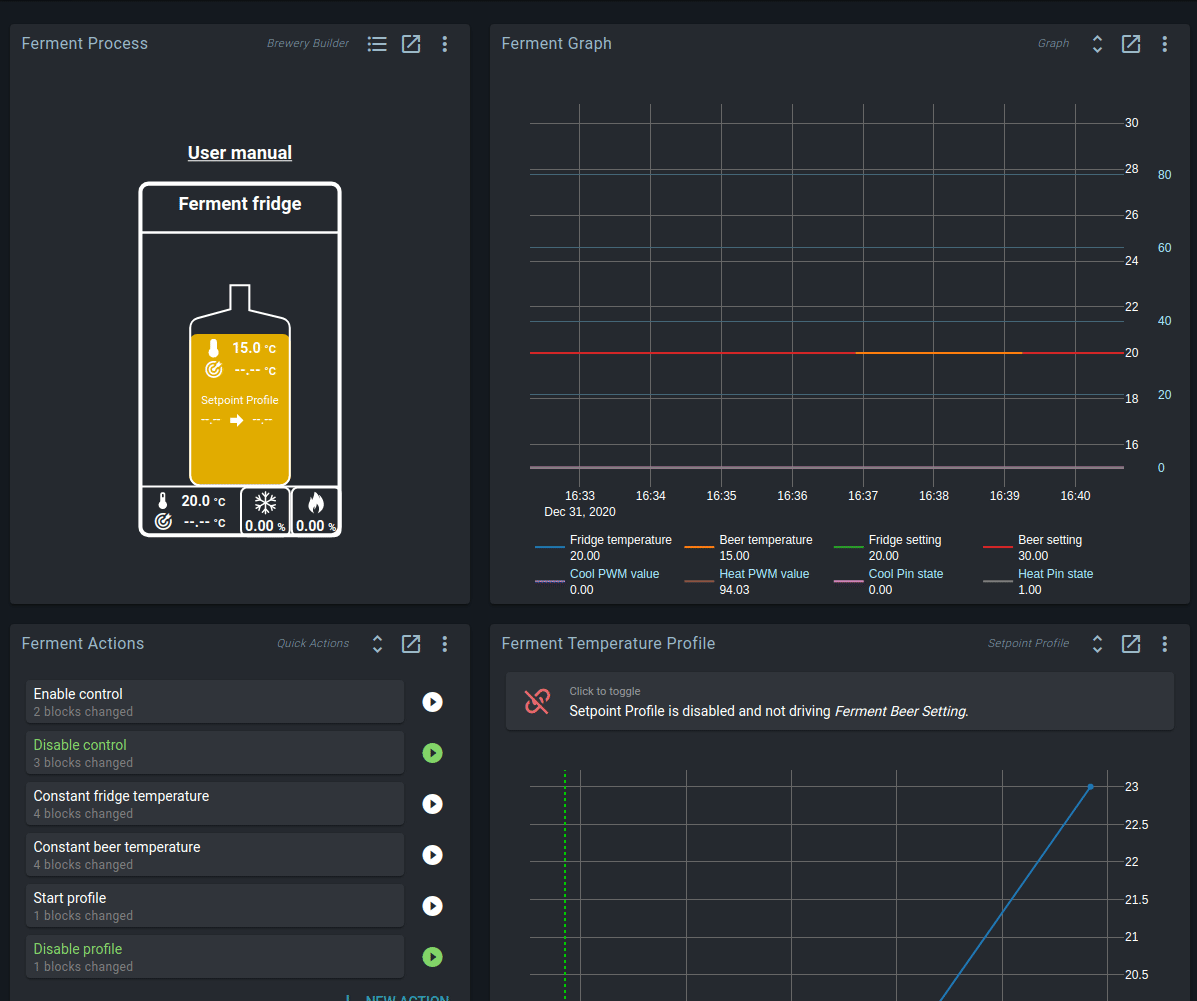 Ferment Process
Brewery Builder
User manual
Ferment fridge
15.0 °C
--.-- °C
Setpoint Profile
--.-- --.--
20.0 °C
--.-- °C
0.00 %
0.00 %
Ferment Graph
Graph
30
28
80
26
60
24
22
40
20
20
18
16
0
16:33
16:34
16:35
16:36
16:37
16:38
16:39
16:40
Dec 31, 2020
Fridge temperature
20.00
Beer temperature
15.00
Fridge setting
20.00
Beer setting
30.00
Cool PWM value
0.00
Heat PWM value
94.03
Cool Pin state
0.00
Heat Pin state
1.00
Ferment Actions
Quick Actions
Enable control
2 blocks changed
Disable control
3 blocks changed
Constant fridge temperature
4 blocks changed
Constant beer temperature
4 blocks changed
Start profile
1 blocks changed
Disable profile
1 blocks changed
NEW ACTION
Ferment Temperature Profile
Setpoint Profile
Click to toggle
Setpoint Profile is disabled and not driving Ferment Beer Setting.
23
22.5
22
21.5
21
20.5